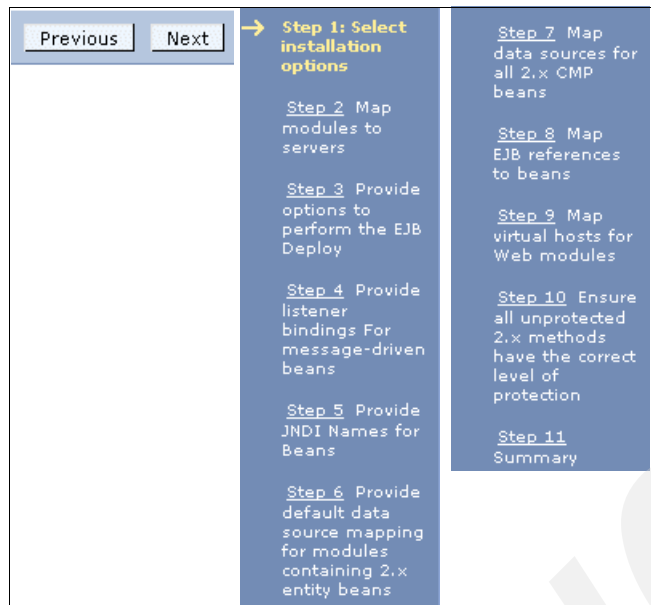 Previous
Next
→ Step 1: Select
installation
options
Step 2 Map
modules to
servers
Step 3 Provide
options to
perform the EJB
Deploy
Step 4 Provide
listener
bindings For
message-driven
beans
Step 5 Provide
JNDI Names for
Beans
Step 6 Provide
default data
source mapping
for modules
containing 2.x
entity beans
Step 7 Map
data sources for
all 2.x CMP
beans
Step 8 Map
EJB references
to beans
Step 9 Map
virtual hosts for
Web modules
Step 10 Ensure
all unprotected
2.x methods
have the correct
level of
protection
Step 11
Summary